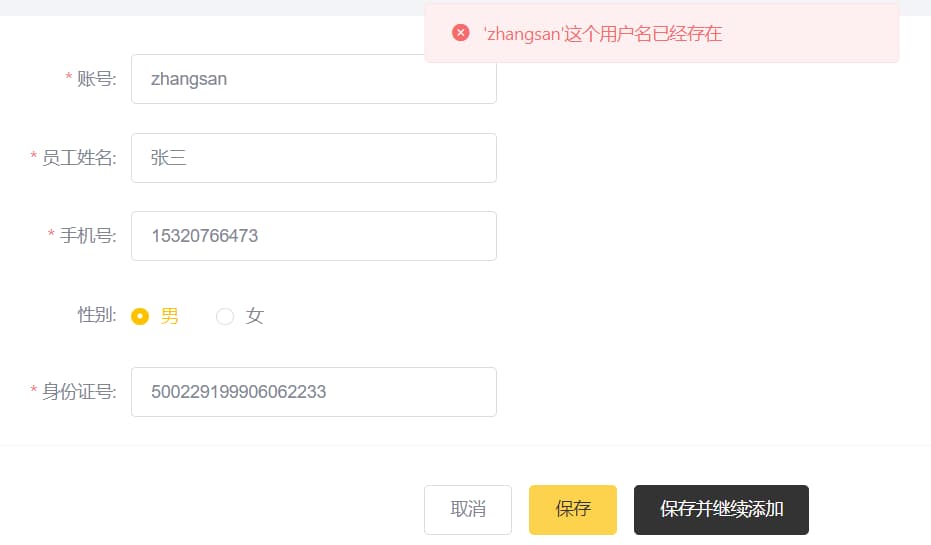 'zhangsan'这个用户名已经存在
* 账号: zhangsan
* 员工姓名: 张三
* 手机号: 15320766473
性别: 男 女
* 身份证号: 500229199906062233
取消 保存 保存并继续添加